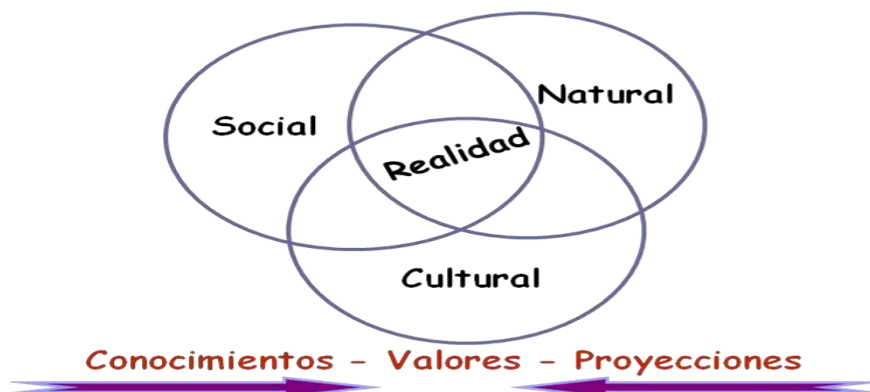 Natural
Social
Realidad
Cultural
Conocimientos - Valores - Proyecciones